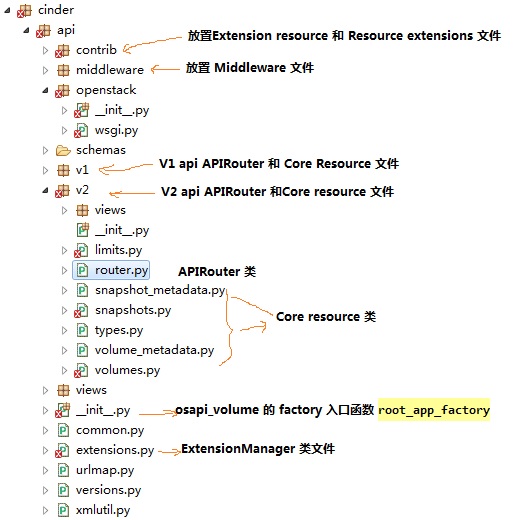 cinder
api
contrib 放置Extension resource 和 Resource extensions 文件
middleware 放置 Middleware 文件
openstack
__init__.py
wsgi.py
schemas
v1 V1 api APIRouter 和 Core Resource 文件
v2 V2 api APIRouter 和Core resource 文件
views
__init__.py
limits.py
router.py APIRouter 类
snapshot_metadata.py
snapshots.py Core resource 类
types.py
volume_metadata.py
volumes.py
views
__init__.py osapi_volume 的 factory 入口函数 root_app_factory
common.py
extensions.py ExtensionManager 类文件
urlmap.py
versions.py
xmlutil.py